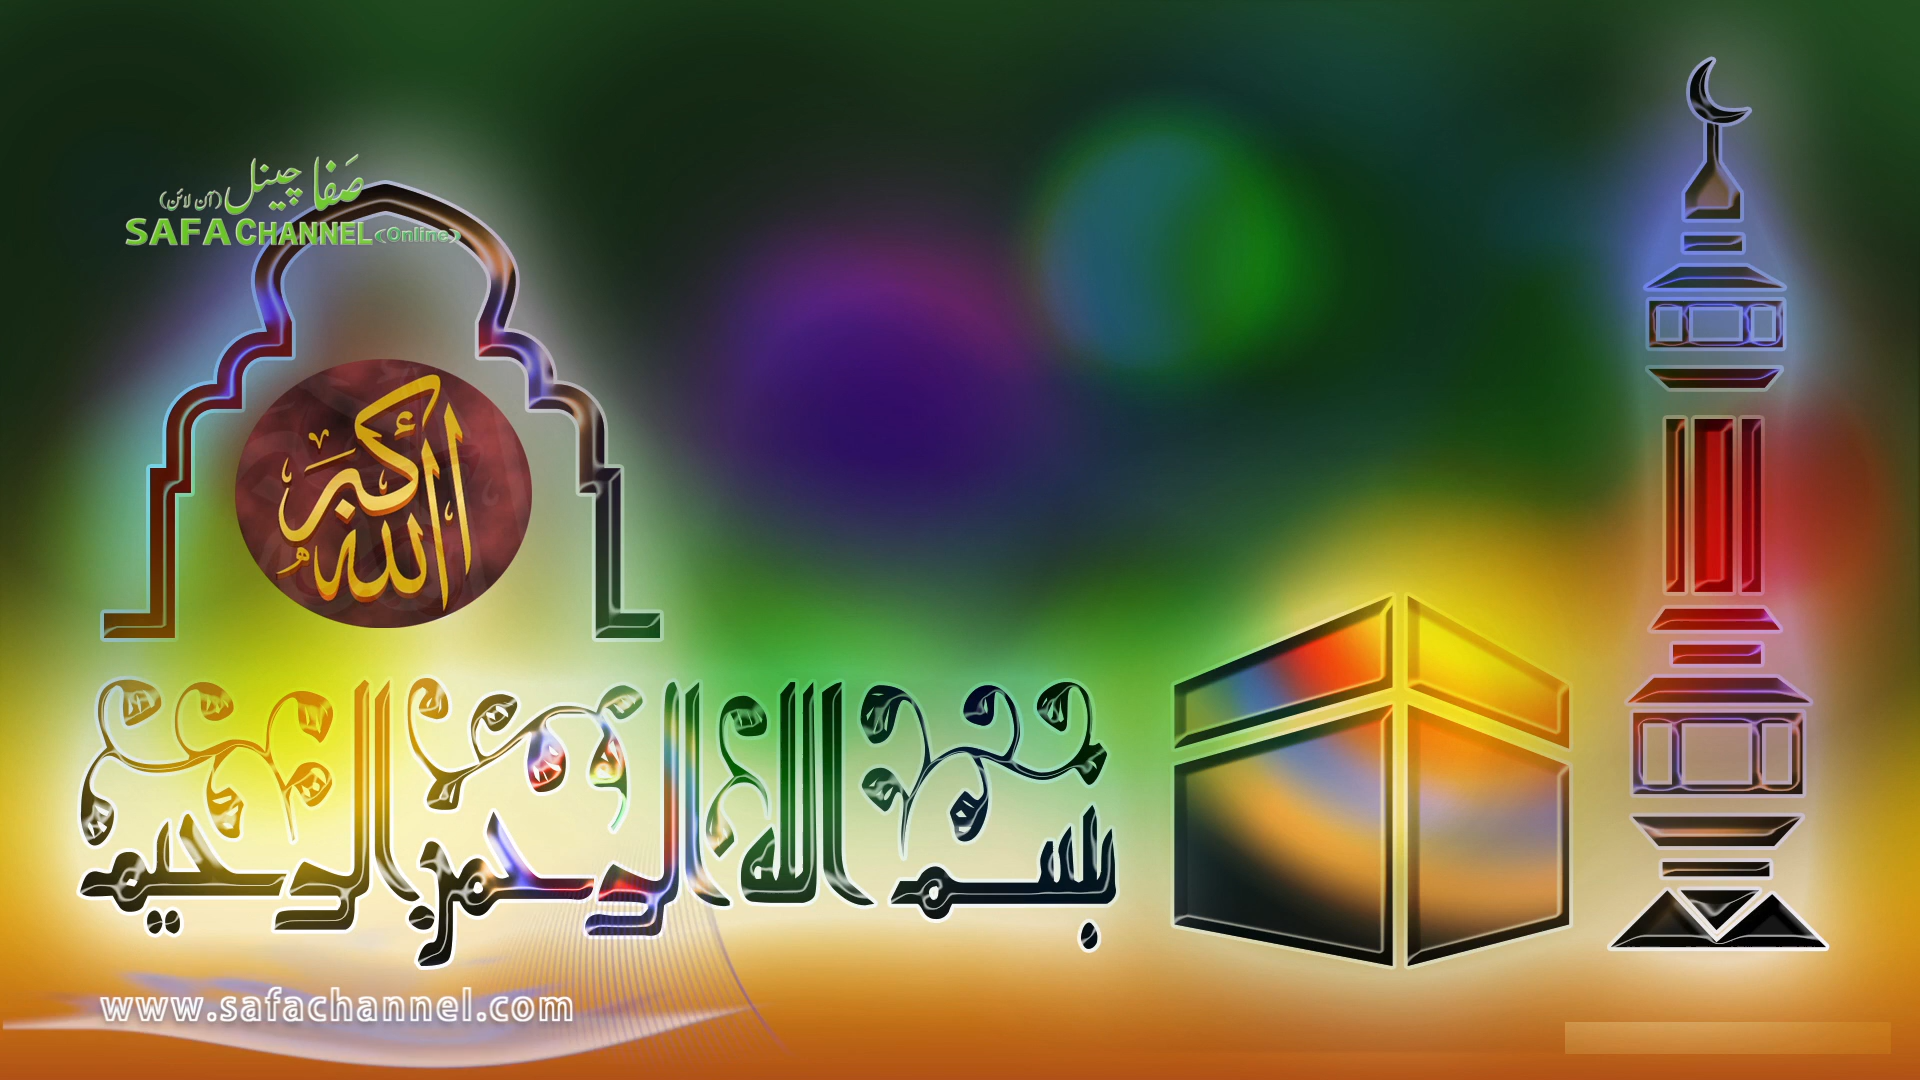 صَفا چینل (آن لائن)
SAFA CHANNEL (Online)
الله أكبر
بسم الله الرحمن الرحيم
www.safachannel.com